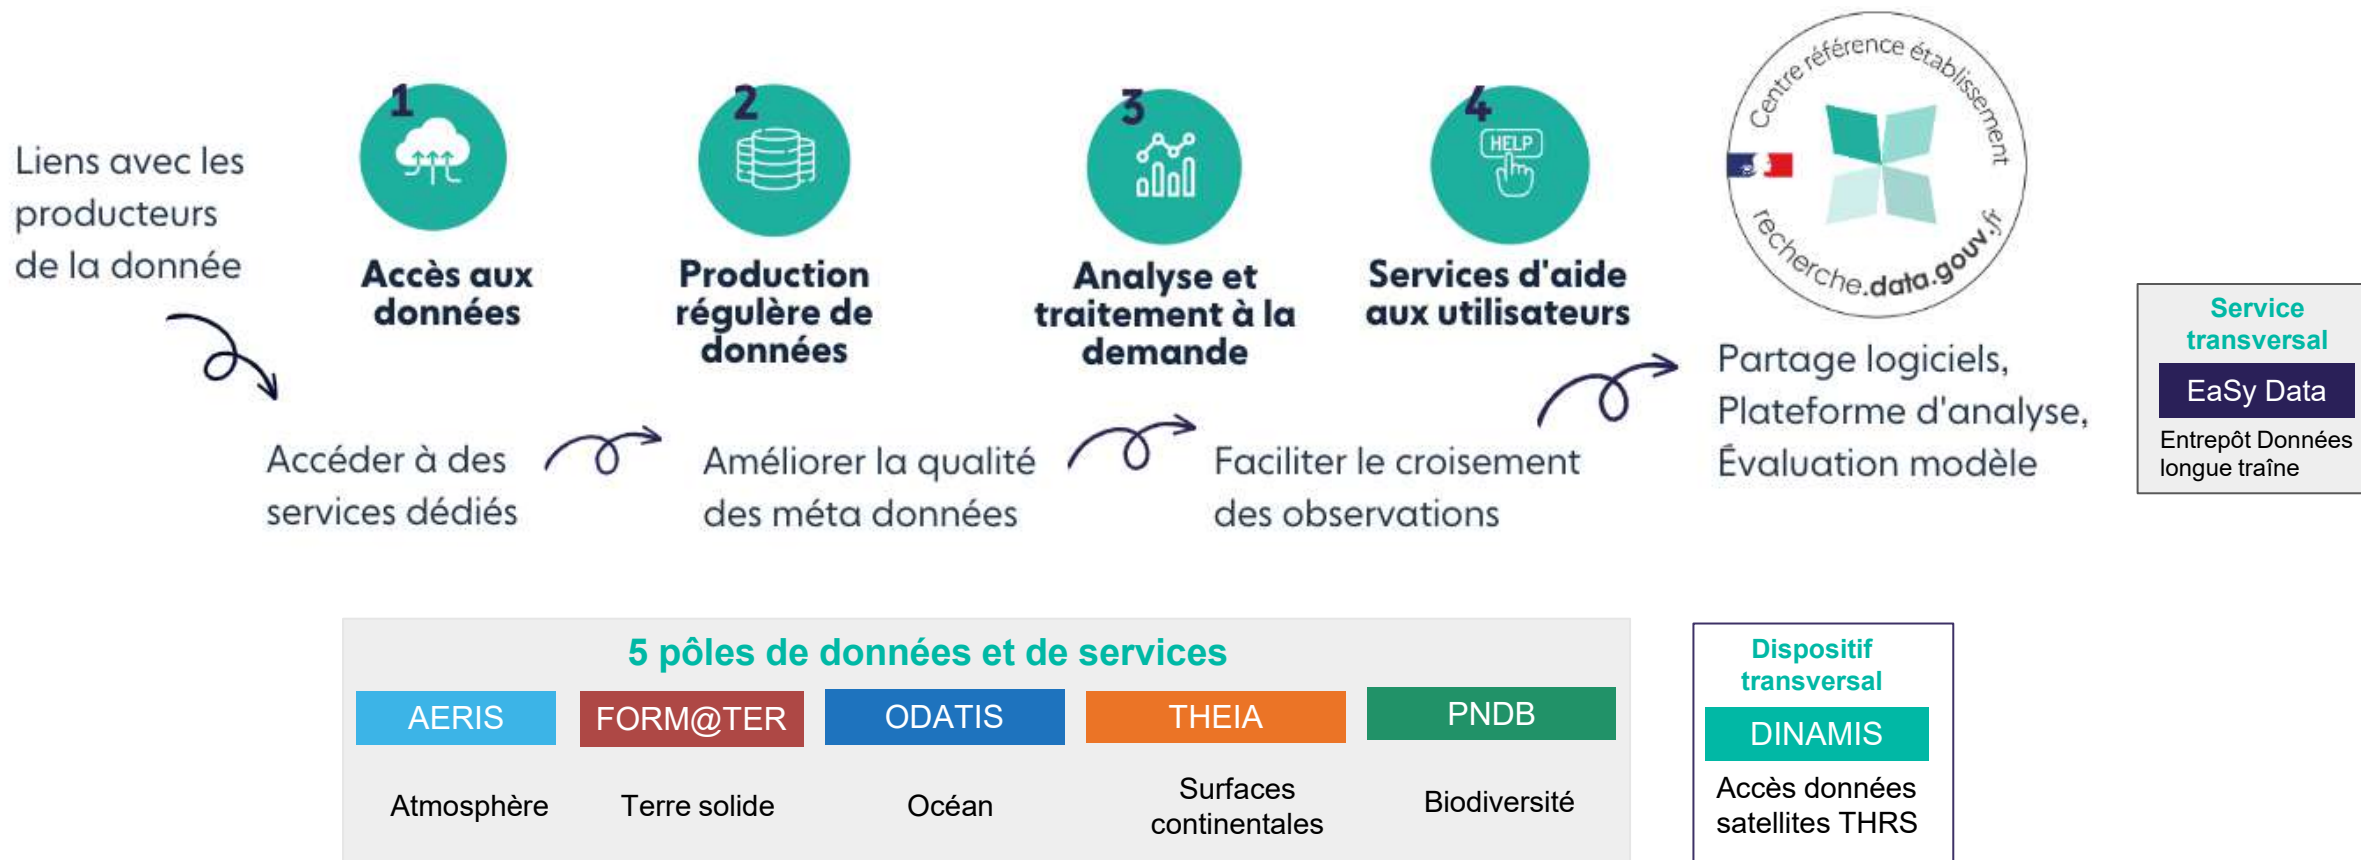 Liens avec les
producteurs
de la donnée
1
Accès aux
données
2
Production
régulère de
données
3
Analyse et
traitement à la
demande
4
HELP
Services d'aide
aux utilisateurs
Centre référence établissement
recherche.data.gouv.fr
Accéder à des
services dédiés
Améliorer la qualité
des méta données
Faciliter le croisement
des observations
Partage logiciels,
Plateforme d'analyse,
Évaluation modèle
Service
transversal
EaSy Data
Entrepôt Données
longue traîne
5 pôles de données et de services
AERIS
Atmosphère
FORM@TER
Terre solide
ODATIS
Océan
THEIA
Surfaces
continentales
PNDB
Biodiversité
Dispositif
transversal
DINAMIS
Accès données
satellites THRS